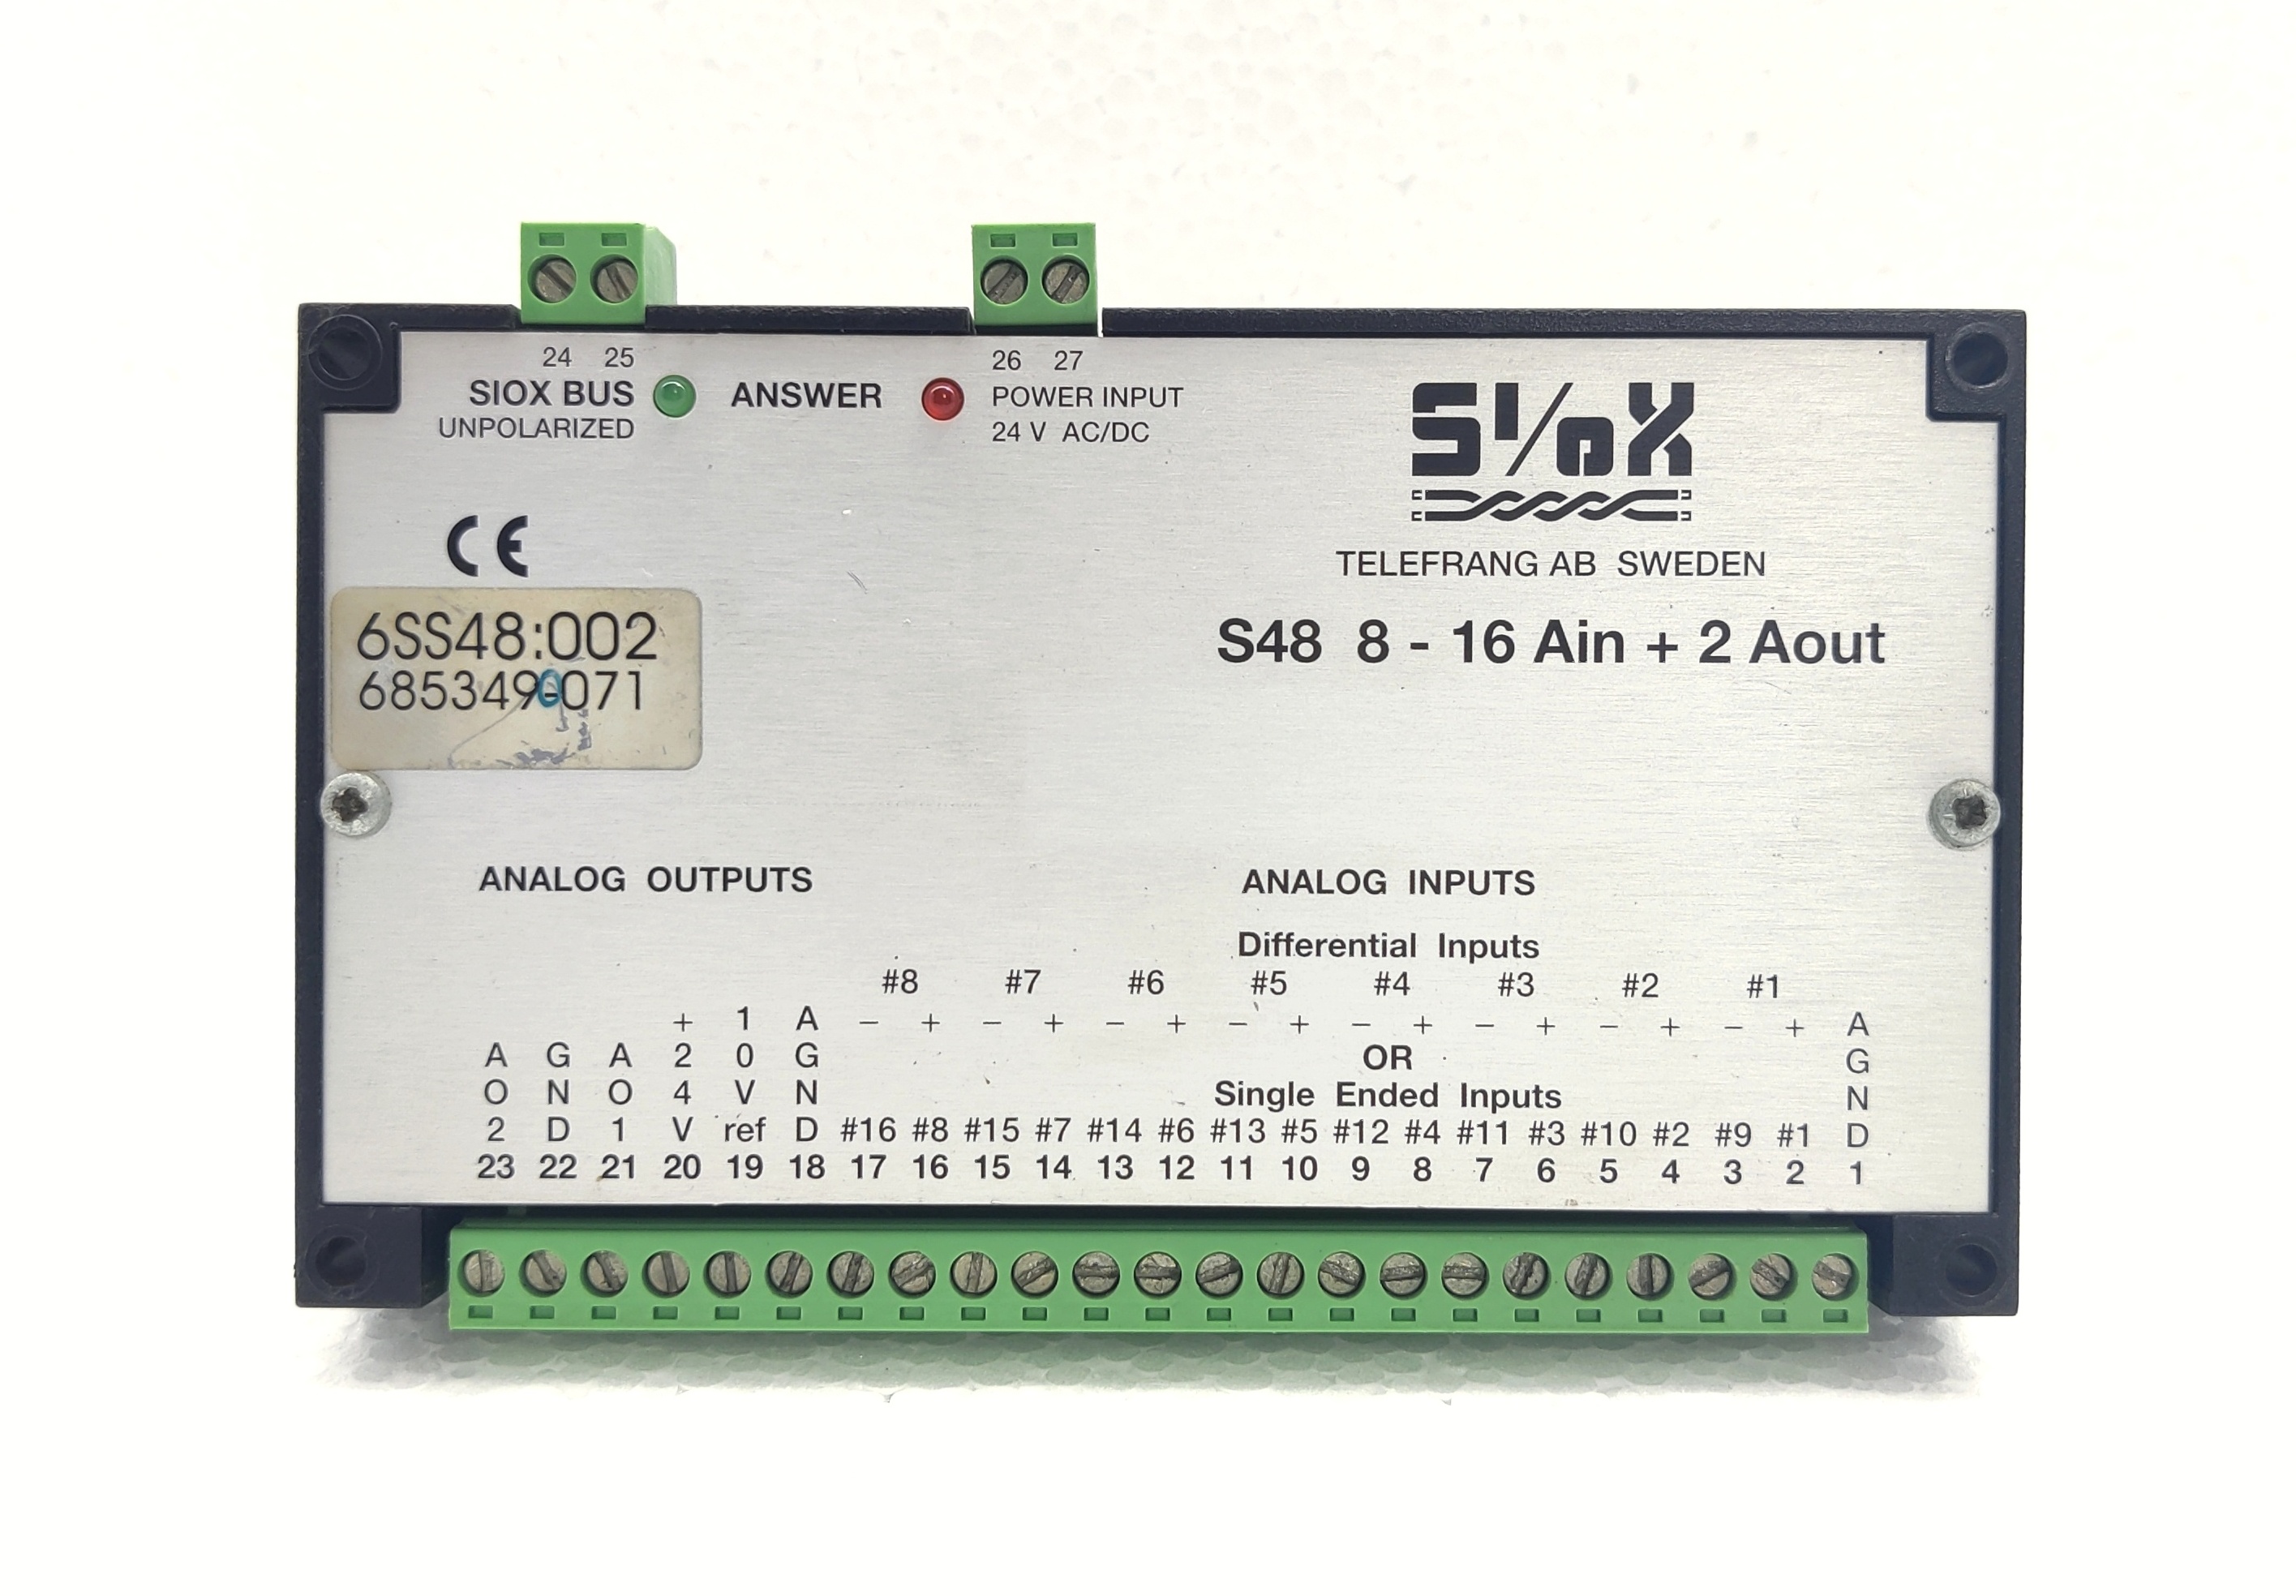 24 25
SIOX BUS
UNPOLARIZED
ANSWER
26 27
POWER INPUT
24 V AC/DC
SIOX
TELEFRANG AB SWEDEN
CE
6SS48:002
685349-071
S48 8 - 16 Ain + 2 Aout
ANALOG OUTPUTS
ANALOG INPUTS
Differential Inputs
#8 #7 #6 #5 #4 #3 #2 #1
+ 1 A − + − + − + − + − + − + − + − + A
A G A 2 0 G OR G
O N O 4 V N Single Ended Inputs N
2 D 1 V ref D #16 #8 #15 #7 #14 #6 #13 #5 #12 #4 #11 #3 #10 #2 #9 #1 D
23 22 21 20 19 18 17 16 15 14 13 12 11 10 9 8 7 6 5 4 3 2 1